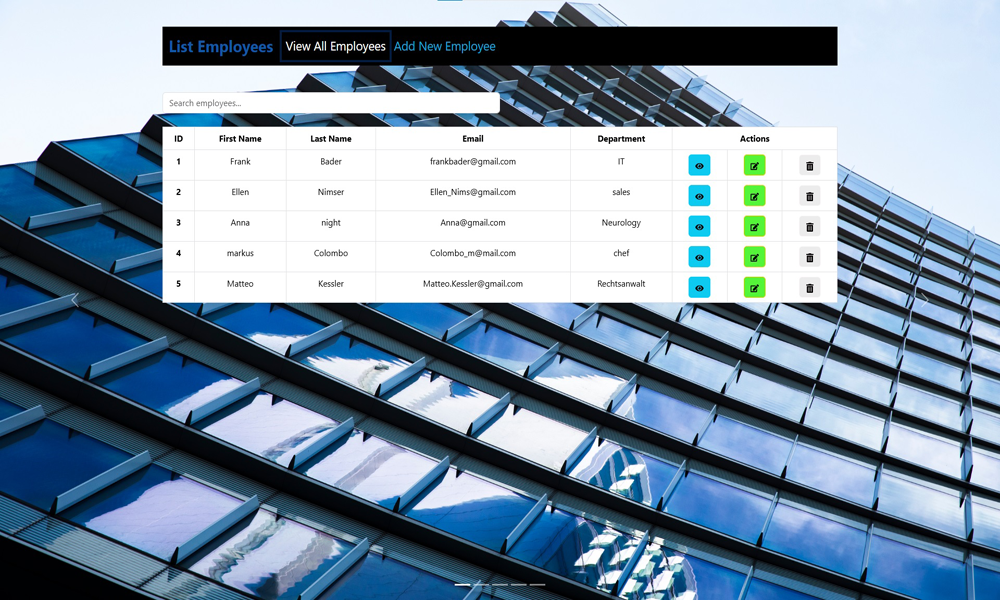 List Employees View All Employees Add New Employee
Search employees...
ID First Name Last Name Email Department Actions
1 Frank Bader frankbader@gmail.com IT
2 Ellen Nimser Ellen_Nims@gmail.com sales
3 Anna night Anna@gmail.com Neurology
4 markus Colombo Colombo_m@mail.com chef
5 Matteo Kessler Matteo.Kessler@gmail.com Rechtsanwalt